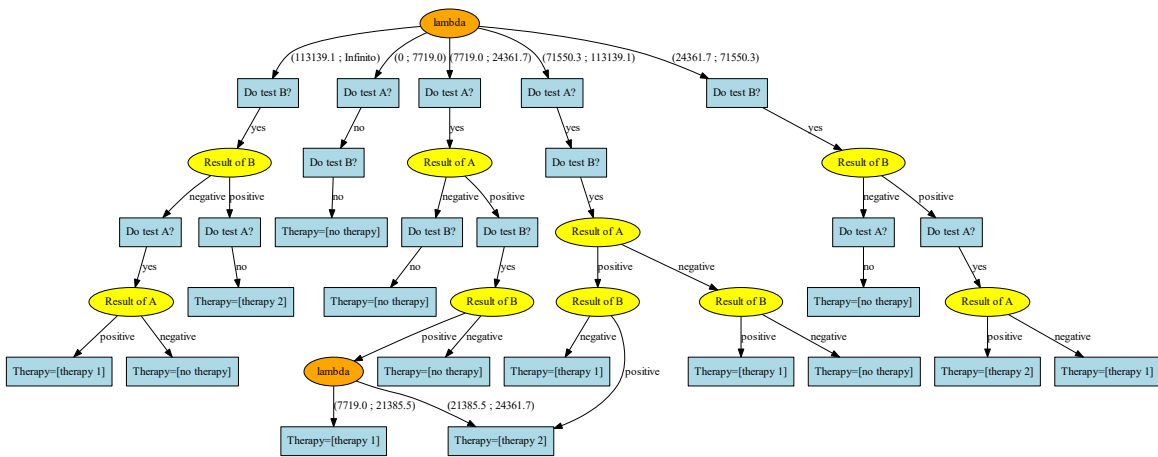 lambda
(113139.1 ; Infinito)
(0 ; 7719.0)
(7719.0 ; 24361.7)
(71550.3 ; 113139.1)
(24361.7 ; 71550.3)
Do test B?
Do test A?
Do test A?
Do test A?
Do test B?
yes
no
yes
yes
yes
Result of B
Do test B?
Result of A
Do test B?
Result of B
negative
positive
no
negative
positive
yes
negative
positive
Do test A?
Do test A?
Therapy=[no therapy]
Do test B?
Do test B?
Result of A
Do test A?
Do test A?
yes
no
no
yes
positive
negative
no
yes
Result of A
Therapy=[therapy 2]
Therapy=[no therapy]
Result of B
Result of B
Result of B
Therapy=[no therapy]
Result of A
positive
negative
positive
negative
negative
positive
positive
negative
positive
negative
Therapy=[therapy 1]
Therapy=[no therapy]
lambda
Therapy=[no therapy]
Therapy=[therapy 1]
Therapy=[therapy 1]
Therapy=[no therapy]
Therapy=[therapy 2]
Therapy=[therapy 1]
(7719.0 ; 21385.5)
(21385.5 ; 24361.7)
Therapy=[therapy 1]
Therapy=[therapy 2]